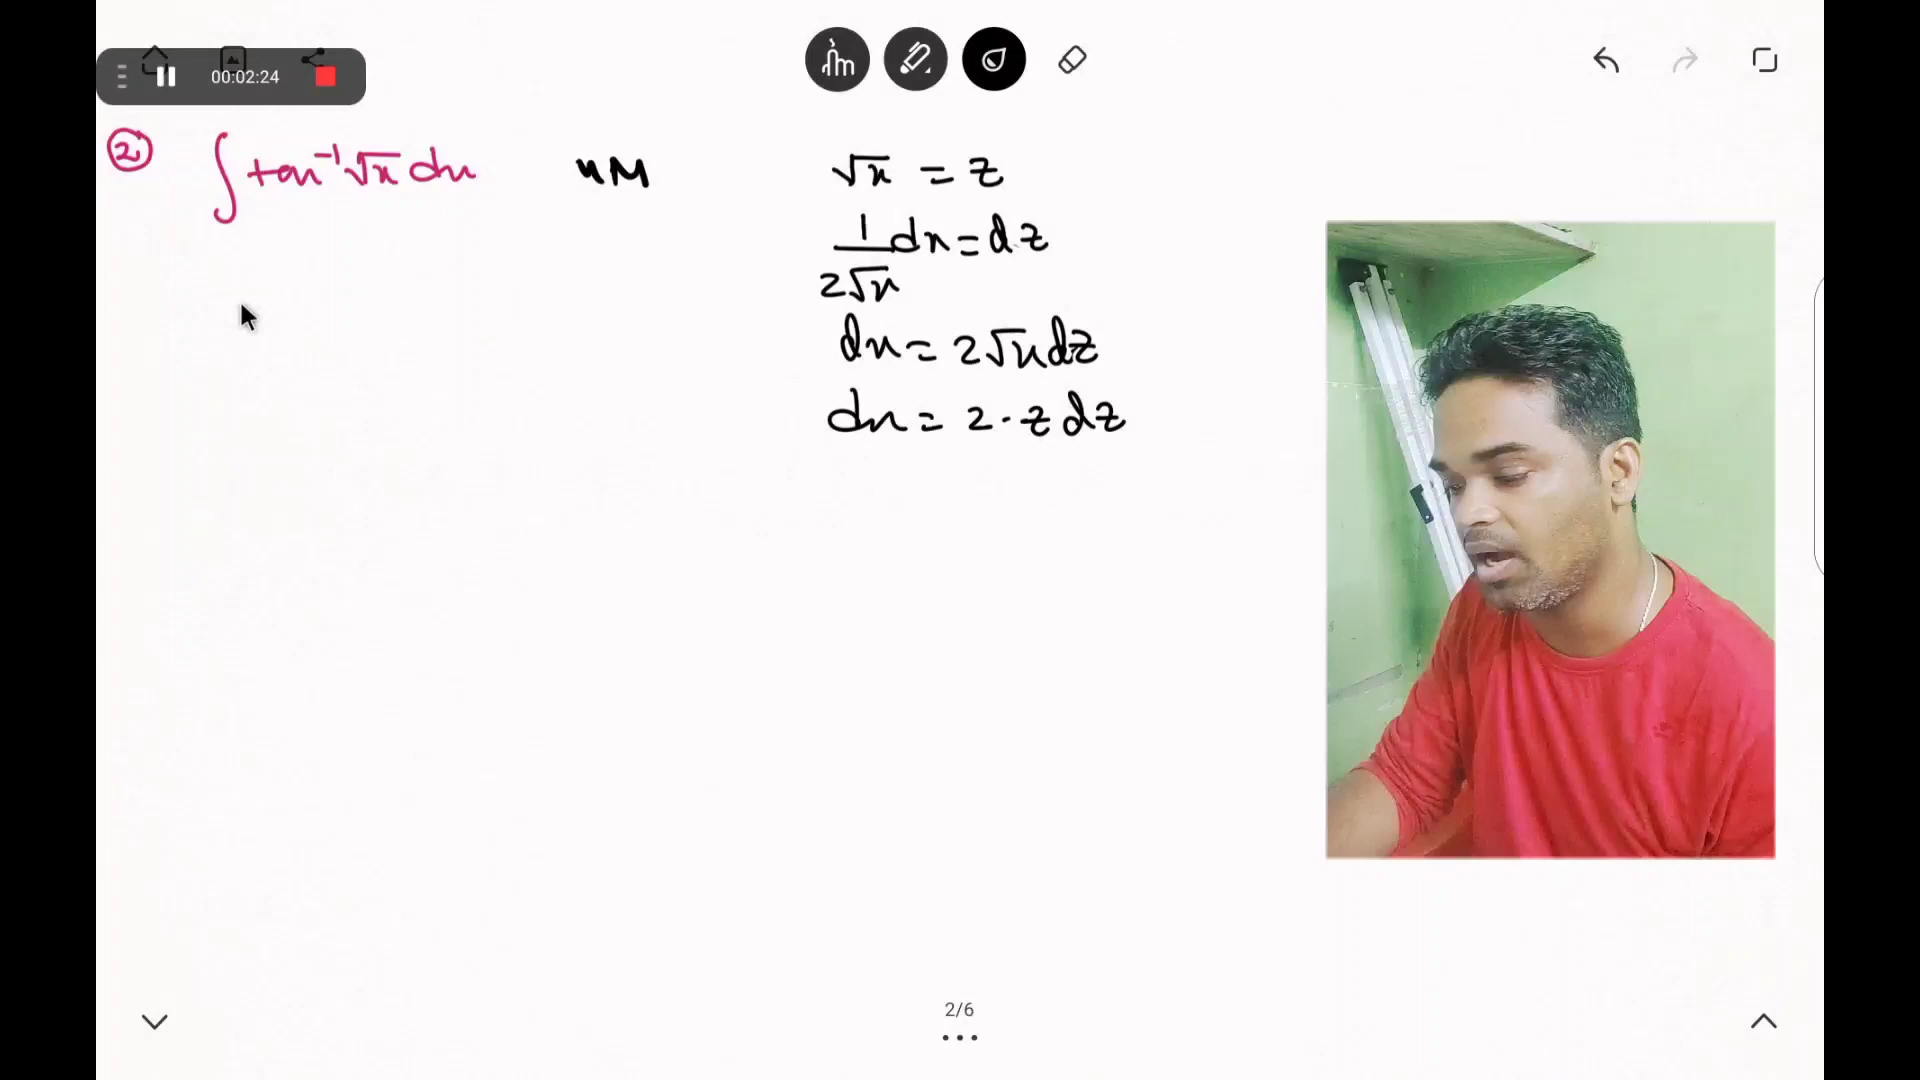 00:02:24
② ∫ tan⁻¹ √x dx 4M
√x = z
1/(2√x) dx = dz
dx = 2√x dz
dx = 2 · z dz
2/6